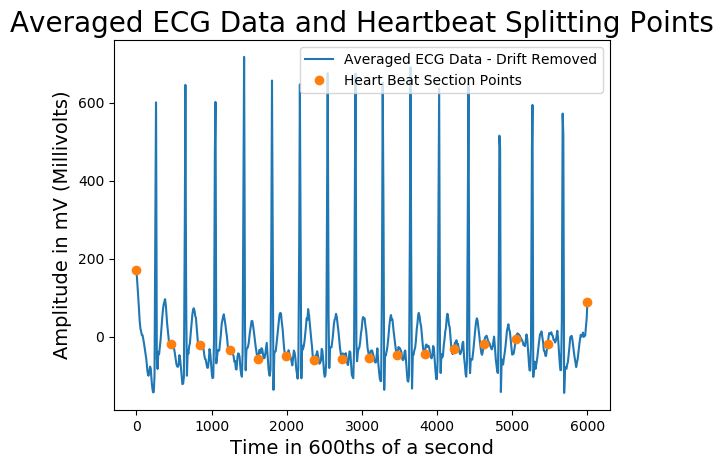 Averaged ECG Data and Heartbeat Splitting Points
Averaged ECG Data - Drift Removed
Heart Beat Section Points
Amplitude in mV (Millivolts)
600
400
200
0
0 1000 2000 3000 4000 5000 6000
Time in 600ths of a second